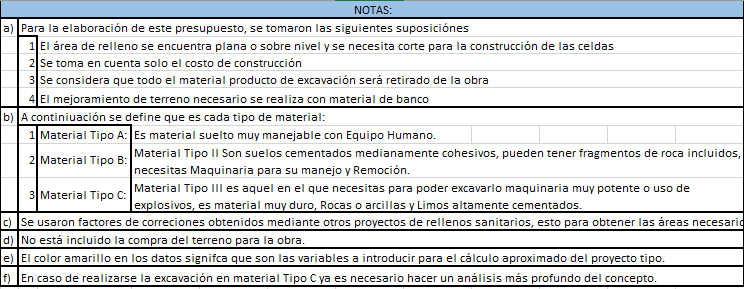 NOTAS:
a) Para la elaboración de este presupuesto, se tomaron las siguientes suposiciónes
1 El área de relleno se encuentra plana o sobre nivel y se necesita corte para la construcción de las celdas
2 Se toma en cuenta solo el costo de construcción
3 Se considera que todo el material producto de excavación será retirado de la obra
4 El mejoramiento de terreno necesario se realiza con material de banco
b) A continuiación se define que es cada tipo de material:
1 Material Tipo A: Es material suelto muy manejable con Equipo Humano.
2 Material Tipo B: Material Tipo II Son suelos cementados medianamente cohesivos, pueden tener fragmentos de roca incluidos,
necesitas Maquinaria para su manejo y Remoción.
3 Material Tipo C: Material Tipo III es aquel en el que necesitas para poder excavarlo maquinaria muy potente o uso de
explosivos, es material muy duro, Rocas o arcillas y Limos altamente cementados.
c) Se usaron factores de correciones obtenidos mediante otros proyectos de rellenos sanitarios, esto para obtener las áreas
d) No está incluido la compra del terreno para la obra.
e) El color amarillo en los datos signifca que son las variables a introducir para el cálculo aproximado del proyecto tipo.
f) En caso de realizarse la excavación en material Tipo C ya es necesario hacer un análisis más profundo del concepto.